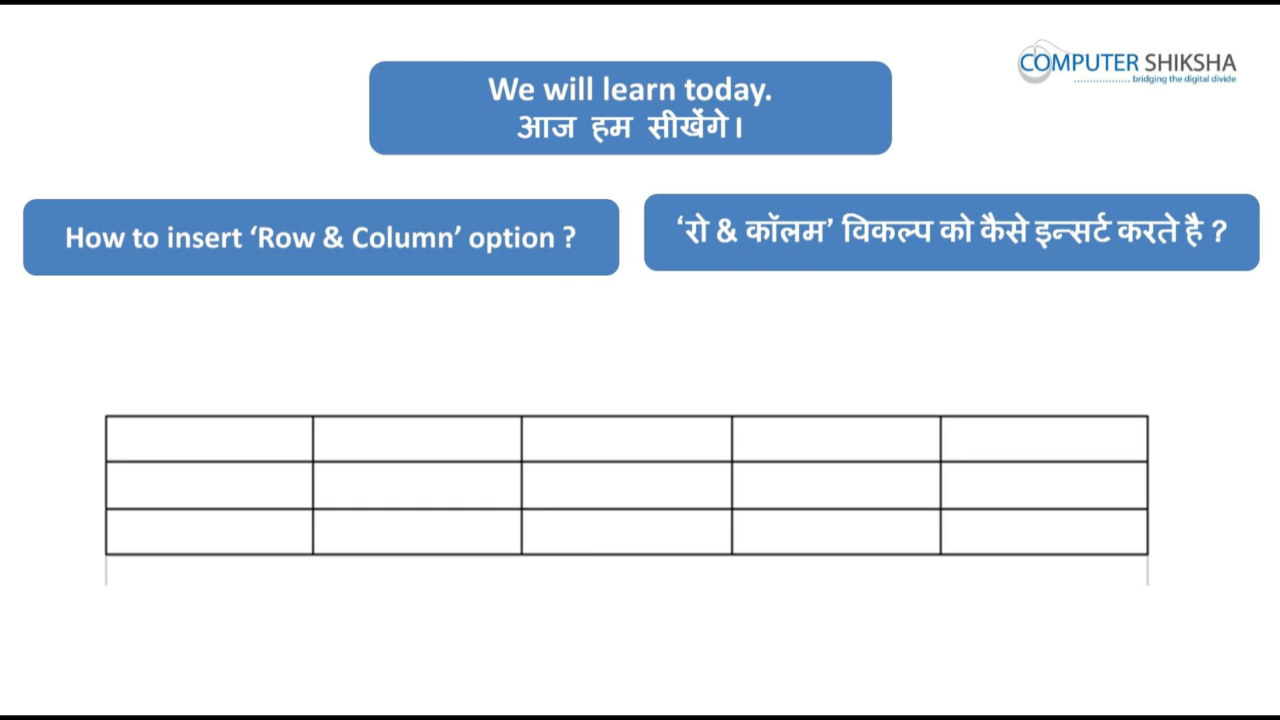 COMPUTER SHIKSHA
bridging the digital divide
We will learn today.
आज हम सीखेंगे।
How to insert ‘Row & Column’ option ?
‘रो & कॉलम’ विकल्प को कैसे इन्सर्ट करते है ?